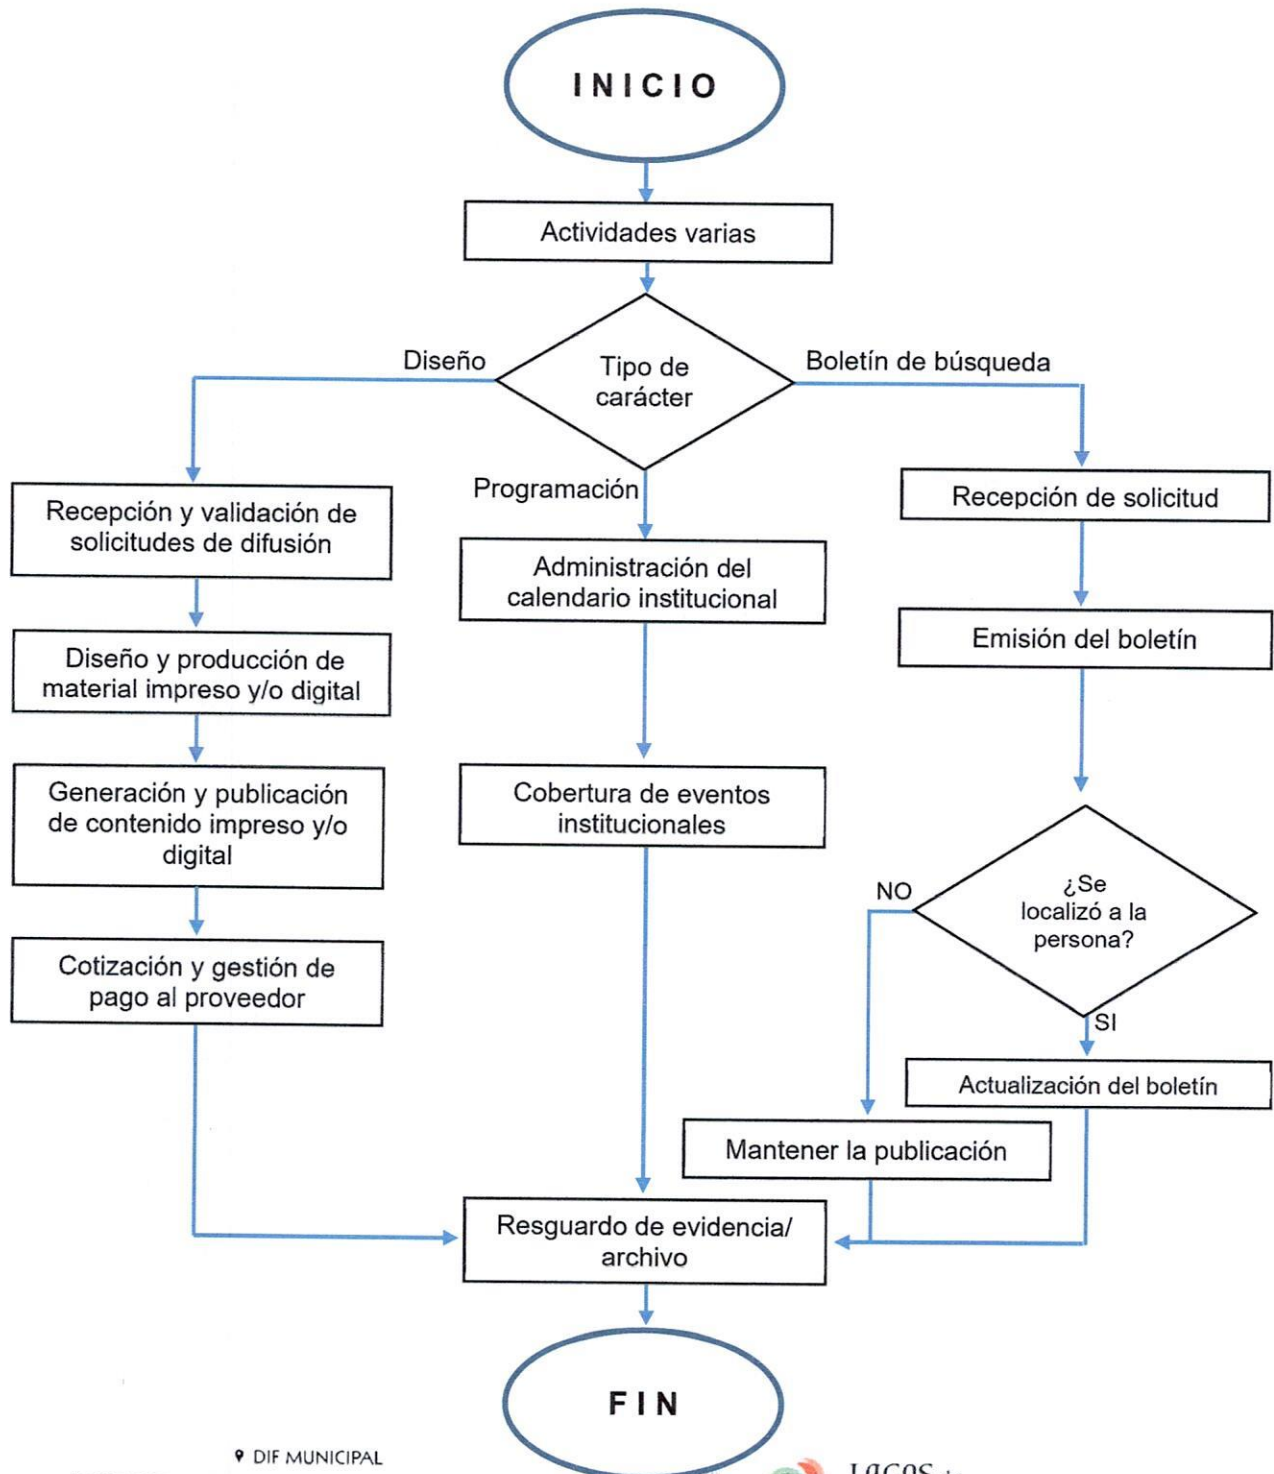 INICIO
Actividades varias
Diseño
Tipo de
carácter
Boletín de búsqueda
Programación
Recepción y validación de
solicitudes de difusión
Diseño y producción de
material impreso y/o digital
Generación y publicación
de contenido impreso y/o
digital
Cotización y gestión de
pago al proveedor
Administración del
calendario institucional
Cobertura de eventos
institucionales
Recepción de solicitud
Emisión del boletín
¿Se
localizó a la
persona?
NO
SI
Actualización del boletín
Mantener la publicación
Resguardo de evidencia/
archivo
FIN
DIF MUNICIPAL